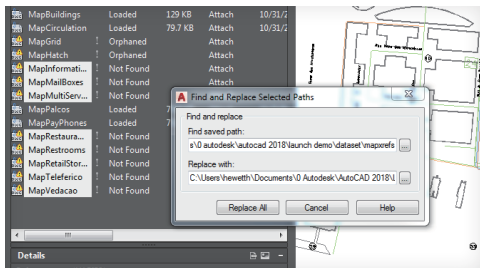 MapBuildings Loaded 129 KB Attach 10/31/2
MapCirculation Loaded 79.7 KB Attach 10/31/2
MapGrid ! Orphaned Attach
MapHatch ! Orphaned Attach
MapInformati... ! Not Found Attach
MapMailBoxes ! Not Found Attach
MapMultiServ... ! Not Found
MapPalcos Loaded
MapPayPhones Loaded
MapRestaura... ! Not Found
MapRestrooms ! Not Found
MapRetailStor... ! Not Found
MapTeleferico ! Not Found
MapVedacao ! Not Found
Details
A Find and Replace Selected Paths
Find and replace
Find saved path:
s\0 autodesk\autocad 2018\launch demo\dataset\mapxrefs
...
Replace with:
C:\Users\hewetth\Documents\0 Autodesk\AutoCAD 2018\L
...
Replace All Cancel Help